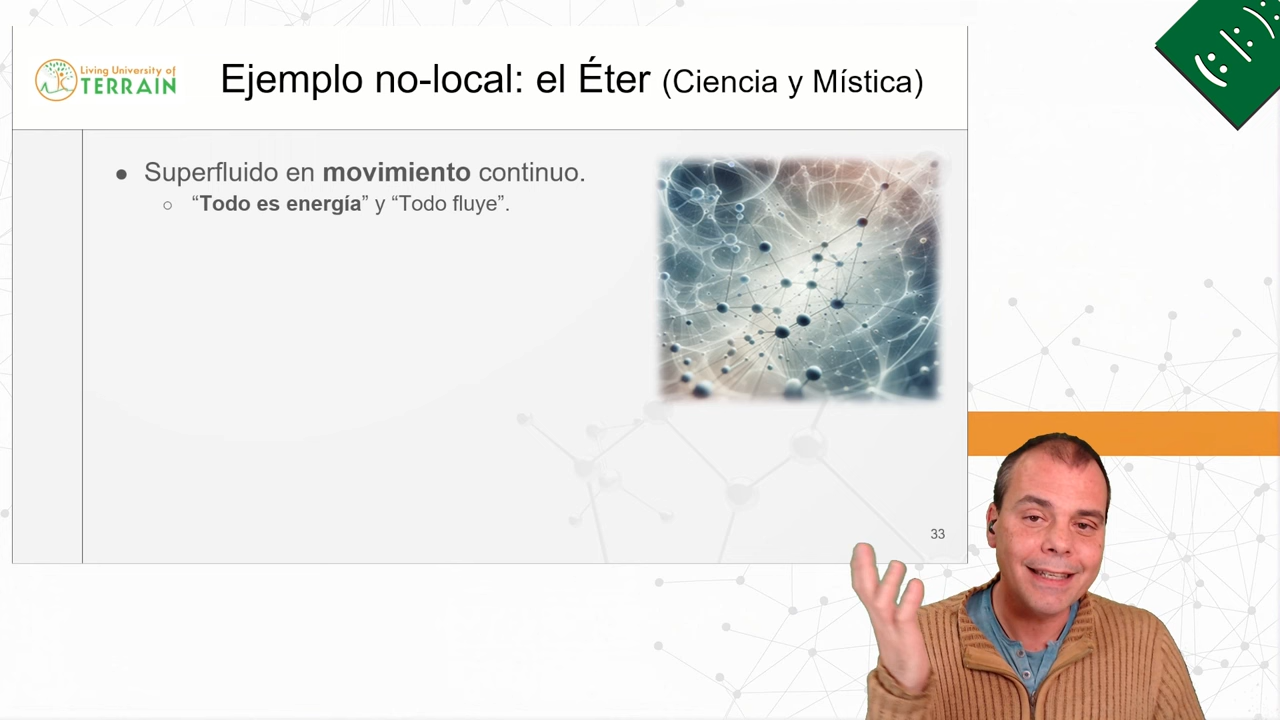 Living University of
TERRAIN
Ejemplo no-local: el Éter (Ciencia y Mística)
● Superfluido en movimiento continuo.
○ “Todo es energía” y “Todo fluye”.
33